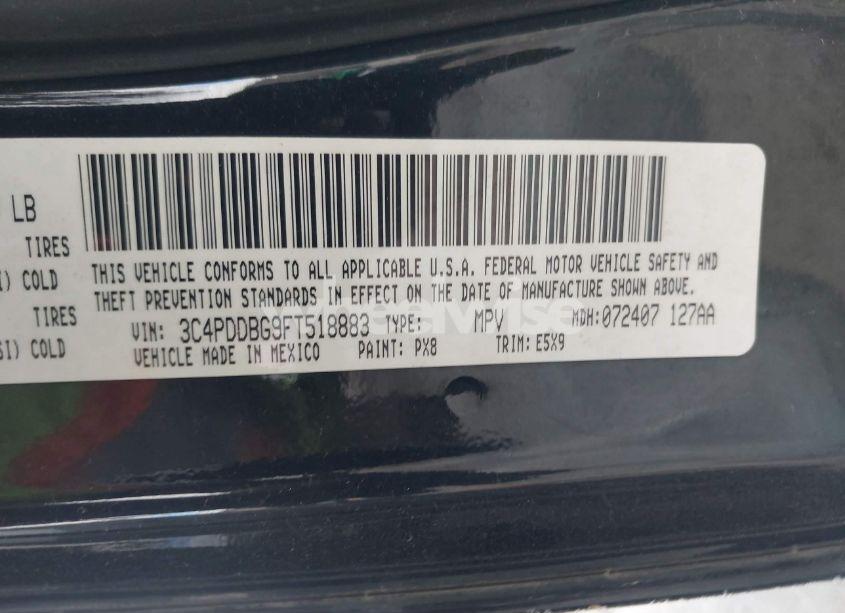 LB
TIRES
I) COLD
TIRES
SI) COLD
THIS VEHICLE CONFORMS TO ALL APPLICABLE U.S.A. FEDERAL MOTOR VEHICLE SAFETY AND
THEFT PREVENTION STANDARDS IN EFFECT ON THE DATE OF MANUFACTURE SHOWN ABOVE.
VIN: 3C4PDDBG9FT518883 TYPE: MPV MDH:072407 127AA
VEHICLE MADE IN MEXICO PAINT: PX8 TRIM: E5X9